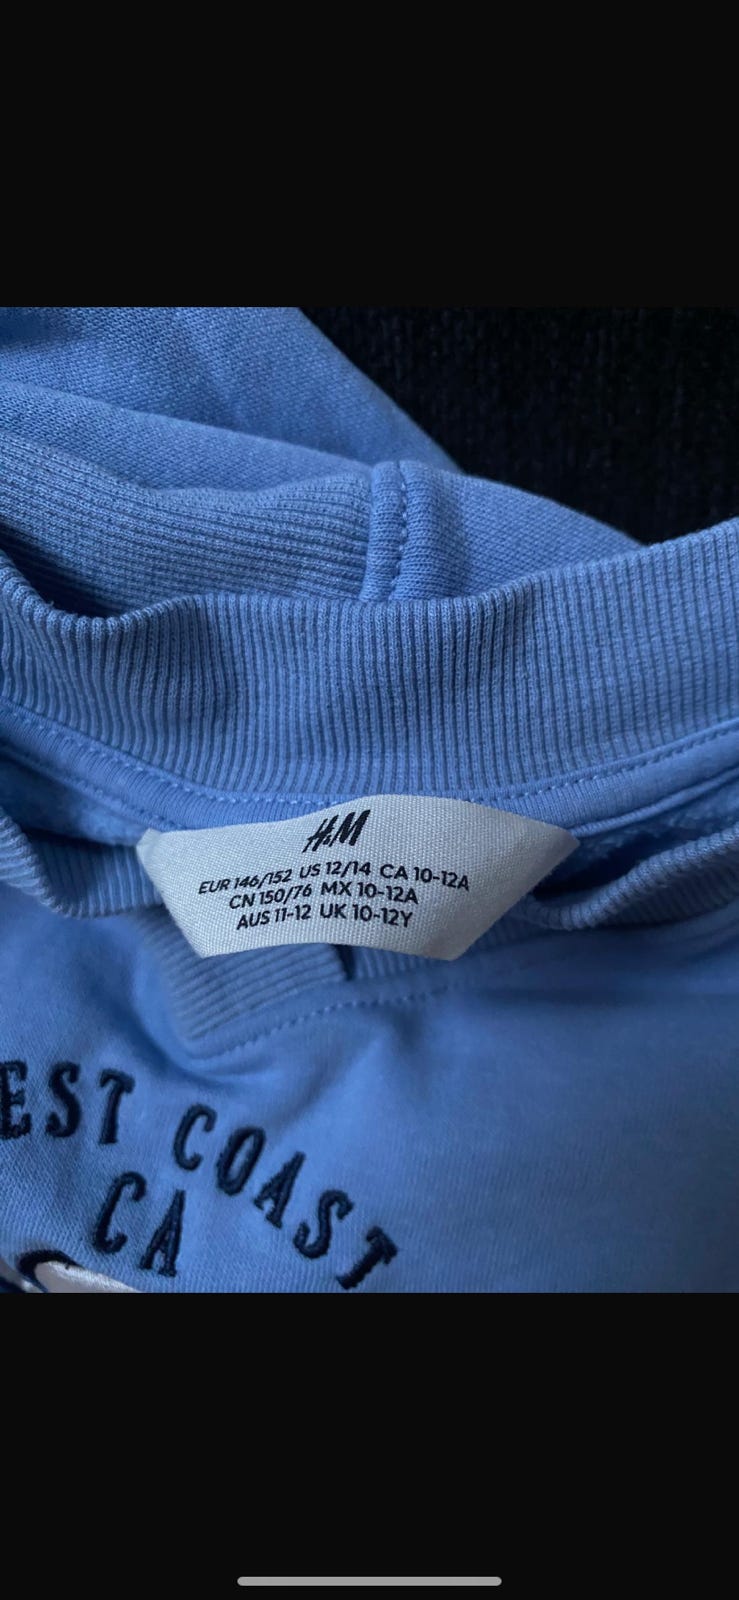 H&M
EUR 146/152 US 12/14 CA 10-12A
CN 150/76 MX 10-12A
AUS 11-12 UK 10-12Y
EST COAST
CA